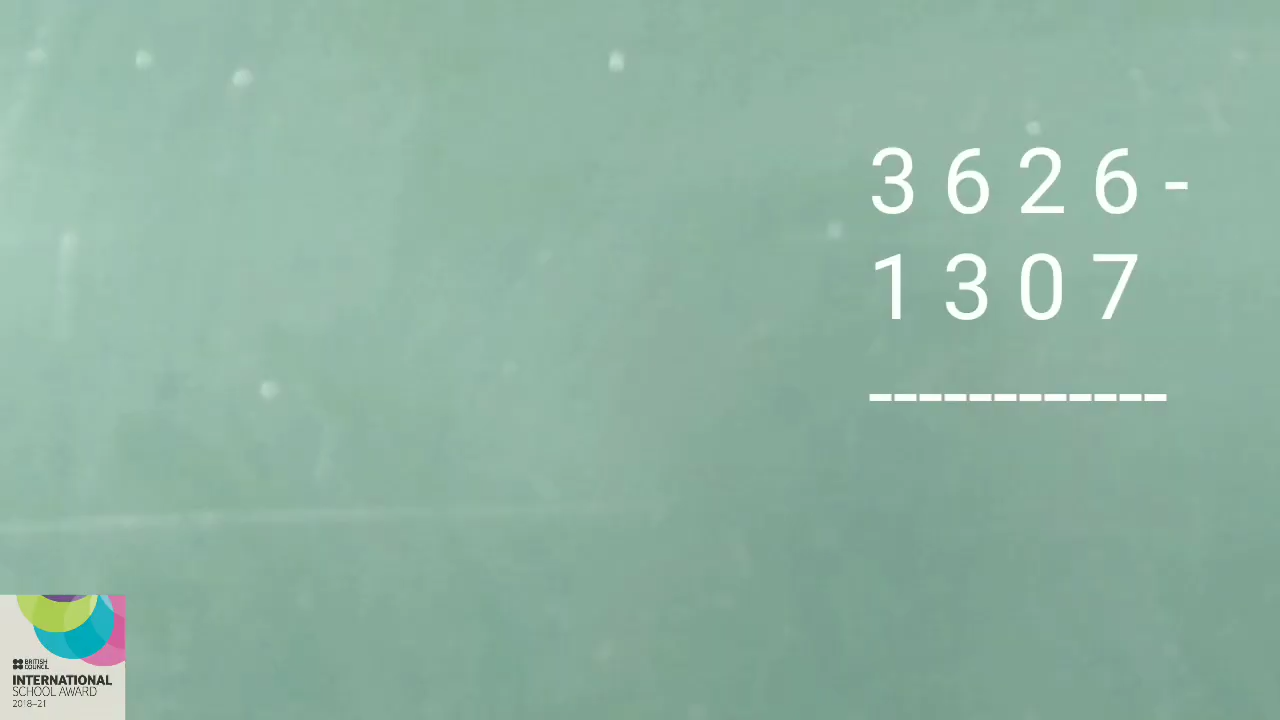 3 6 2 6 -
1 3 0 7
------------
BRITISH
COUNCIL
INTERNATIONAL
SCHOOL AWARD
2018–21